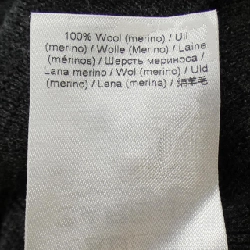 100% Wool (merino) / Ull
(merino) / Wolle (Merino) / Laine
(mérinos) / Шерсть мериноса /
Lana merino / Wol (merino) / Uld
(merino) / Lana (merina) / 綿羊毛